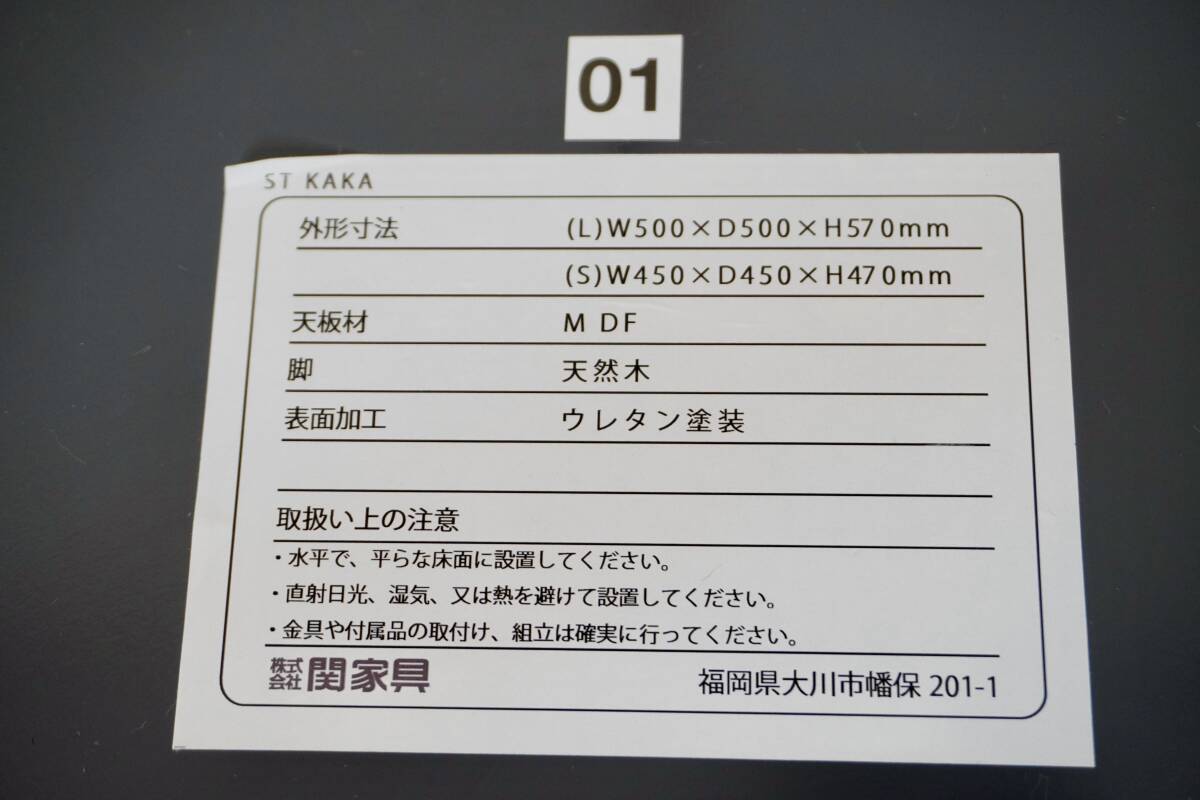 01
ST KAKA
外形寸法 (L)W500×D500×H570mm
(S)W450×D450×H470mm
天板材 MDF
脚 天然木
表面加工 ウレタン塗装
取扱い上の注意
・水平で、平らな床面に設置してください。
・直射日光、湿気、又は熱を避けて設置してください。
・金具や付属品の取付け、組立は確実に行ってください。
株式会社 関家具 福岡県大川市幡保 201-1